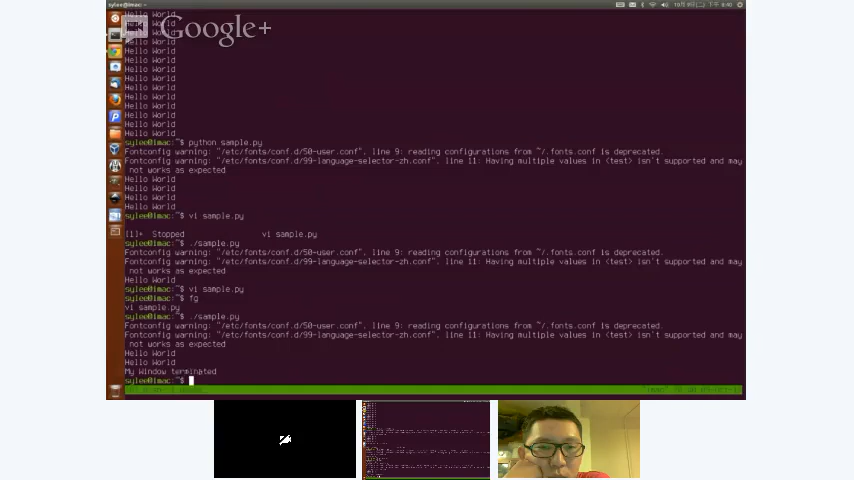 sylee@imac: ~
Hello World
Google+
Hello World
Hello World
Hello World
Hello World
Hello World
Hello World
Hello World
Hello World
Hello World
Hello World
Hello World
Hello World
sylee@imac:~$ python sample.py
Fontconfig warning: "/etc/fonts/conf.d/50-user.conf", line 9: reading configurations from ~/.fonts.conf is deprecated.
Fontconfig warning: "/etc/fonts/conf.d/99-language-selector-zh.conf", line 11: Having multiple values in <test> isn't supported and may
not works as expected
Hello World
Hello World
Hello World
Hello World
sylee@imac:~$ vi sample.py
[1]+ Stopped vi sample.py
sylee@imac:~$ ./sample.py
Fontconfig warning: "/etc/fonts/conf.d/50-user.conf", line 9: reading configurations from ~/.fonts.conf is deprecated.
Fontconfig warning: "/etc/fonts/conf.d/99-language-selector-zh.conf", line 11: Having multiple values in <test> isn't supported and may
not works as expected
Hello World
sylee@imac:~$ vi sample.py
sylee@imac:~$ fg
vi sample.py
sylee@imac:~$ ./sample.py
Fontconfig warning: "/etc/fonts/conf.d/50-user.conf", line 9: reading configurations from ~/.fonts.conf is deprecated.
Fontconfig warning: "/etc/fonts/conf.d/99-language-selector-zh.conf", line 11: Having multiple values in <test> isn't supported and may
not works as expected
Hello World
Hello World
My Window terminated
sylee@imac:~$